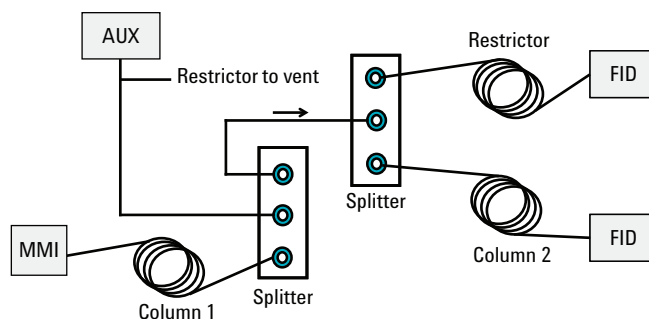 AUX
Restrictor to vent
Restrictor
FID
Splitter
MMI
Column 1
Splitter
Column 2
FID